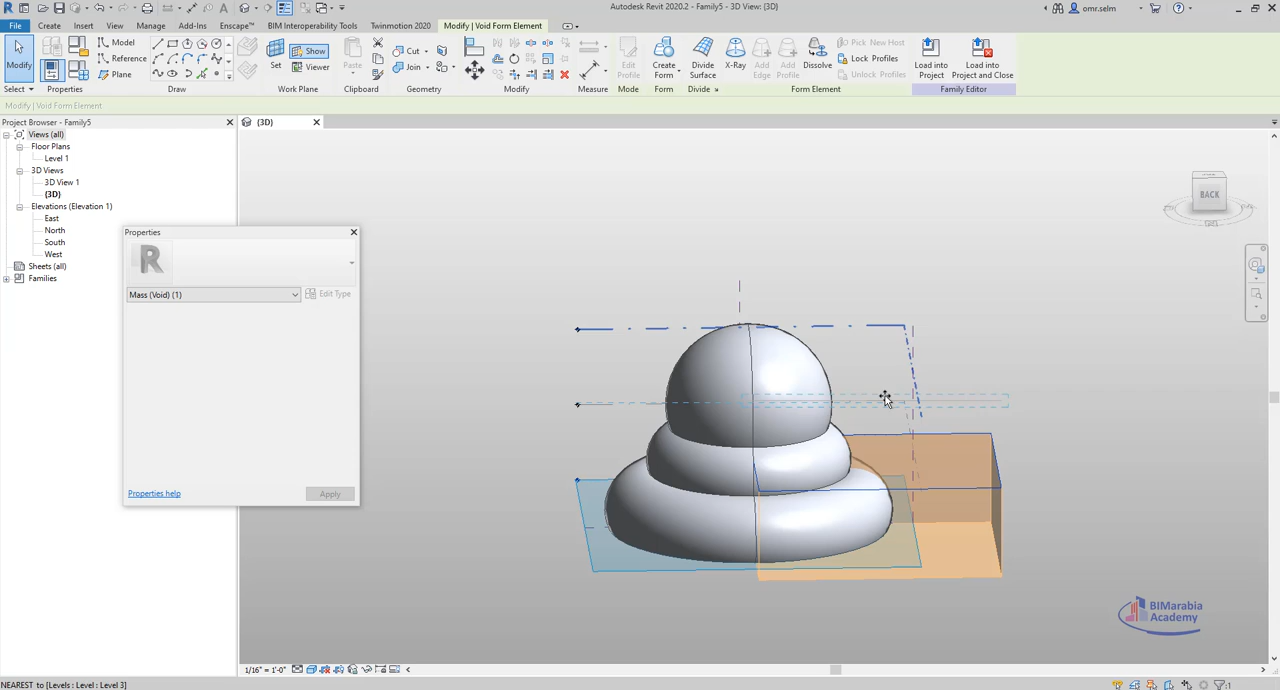 Autodesk Revit 2020.2 - Family5 - 3D View: {3D}
omr.selm
File Create Insert View Manage Add-Ins Enscape™ BIM Interoperability Tools Twinmotion 2020 Modify | Void Form Element
Modify
Select
Properties
Model
Reference
Plane
Draw
Set
Show
Viewer
Work Plane
Paste
Clipboard
Cut
Join
Geometry
Modify
Measure
Edit Profile
Mode
Create Form
Form
Divide Surface
Divide
X-Ray
Add Edge
Add Profile
Dissolve
Pick New Host
Lock Profiles
Unlock Profiles
Form Element
Load into Project
Load into Project and Close
Family Editor
Modify | Void Form Element
Project Browser - Family5
{3D}
Views (all)
Floor Plans
Level 1
3D Views
3D View 1
{3D}
Elevations (Elevation 1)
East
North
South
West
Sheets (all)
Families
Properties
R
Mass (Void) (1)
Edit Type
Properties help
Apply
BACK
BIMarabia
Academy
1/16" = 1'-0"
NEAREST to [Levels : Level : Level 3]
:1